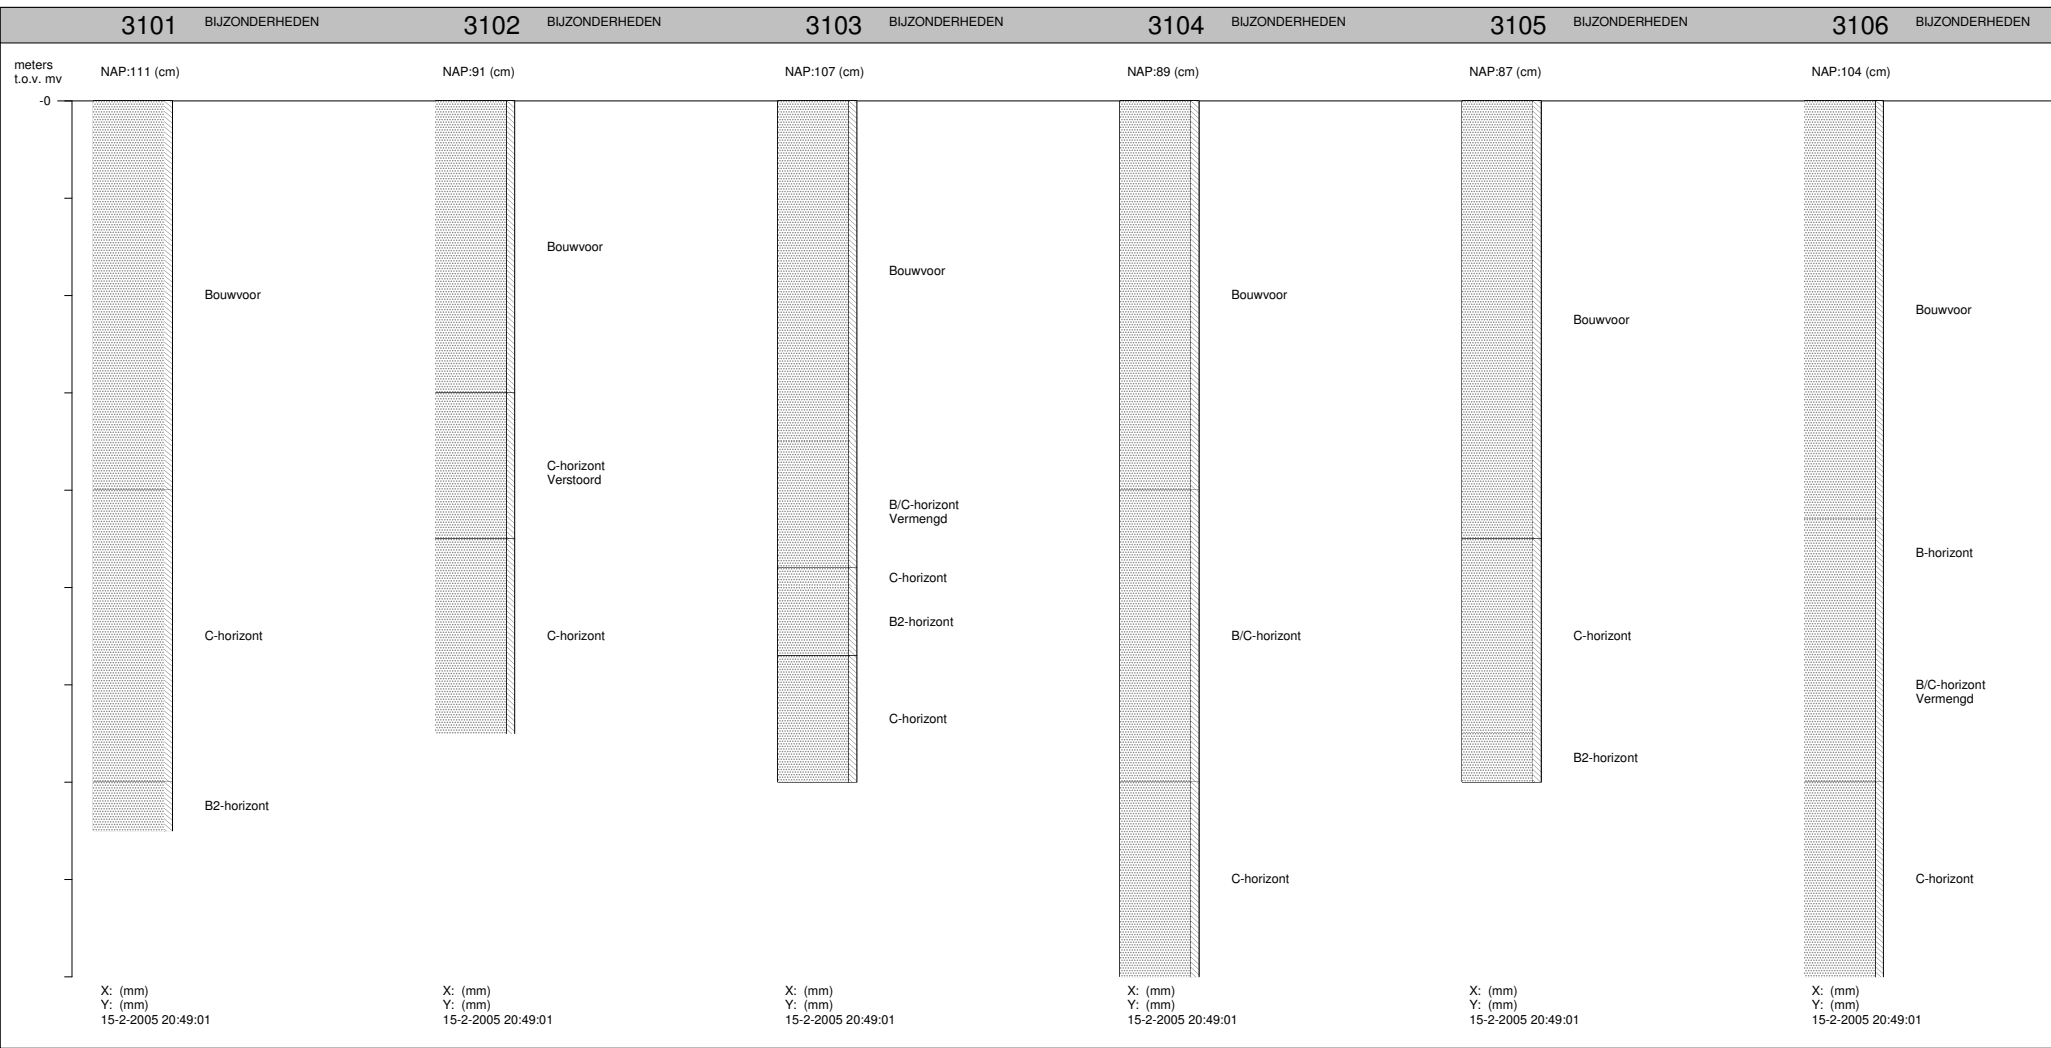 3101 BIJZONDERHEDEN 3102 BIJZONDERHEDEN 3103 BIJZONDERHEDEN 3104 BIJZONDERHEDEN 3105 BIJZONDERHEDEN 3106 BIJZONDERHEDEN
meters
t.o.v. mv
NAP:111 (cm) NAP:91 (cm) NAP:107 (cm) NAP:89 (cm) NAP:87 (cm) NAP:104 (cm)
-0
Bouwvoor
C-horizont
B2-horizont
X: (mm)
Y: (mm)
15-2-2005 20:49:01
Bouwvoor
C-horizont
Verstoord
C-horizont
X: (mm)
Y: (mm)
15-2-2005 20:49:01
Bouwvoor
B/C-horizont
Vermengd
C-horizont
B2-horizont
C-horizont
X: (mm)
Y: (mm)
15-2-2005 20:49:01
Bouwvoor
B/C-horizont
C-horizont
X: (mm)
Y: (mm)
15-2-2005 20:49:01
Bouwvoor
C-horizont
B2-horizont
X: (mm)
Y: (mm)
15-2-2005 20:49:01
Bouwvoor
B-horizont
B/C-horizont
Vermengd
C-horizont
X: (mm)
Y: (mm)
15-2-2005 20:49:01